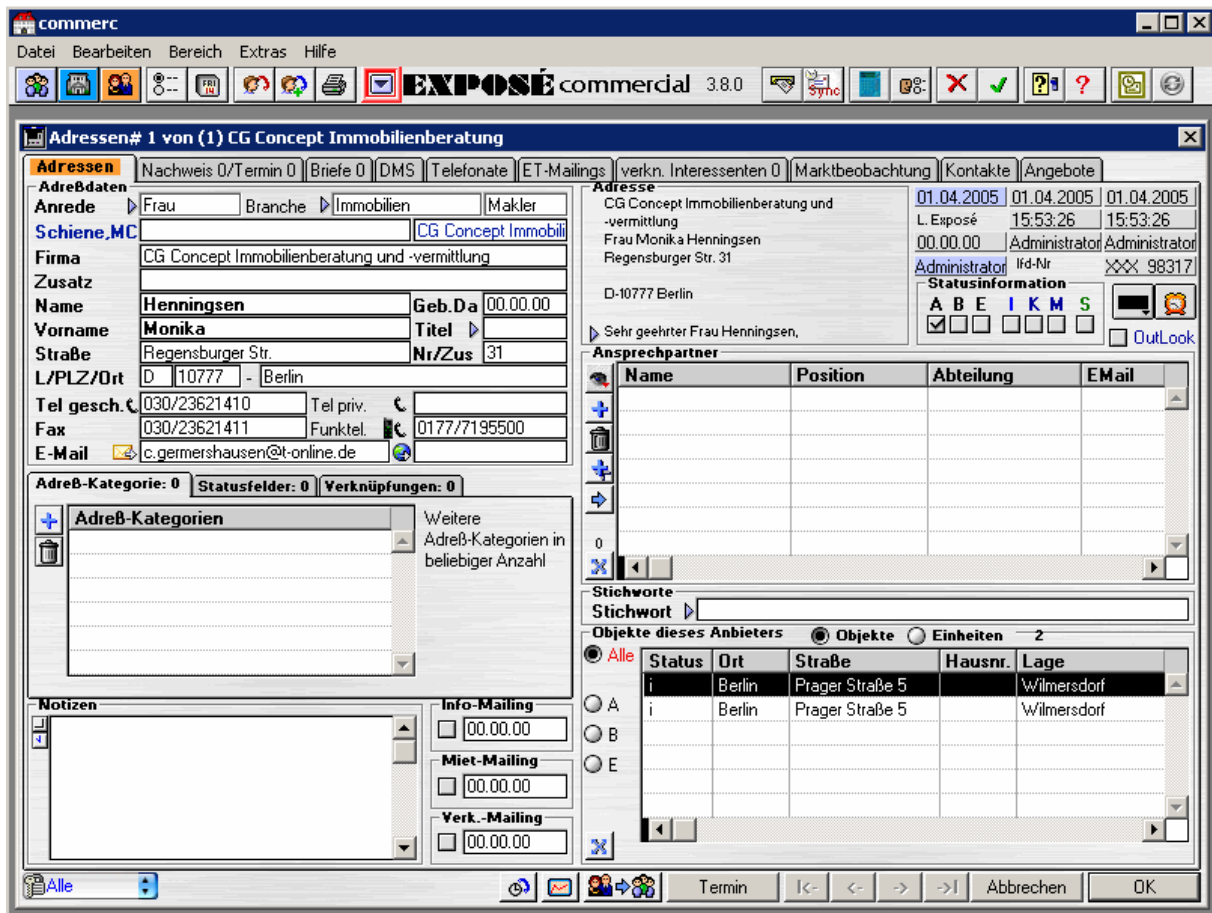 commerc
Datei Bearbeiten Bereich Extras Hilfe
FRI 14 EXPOSÉ commercial 3.8.0 Sync
Adressen# 1 von (1) CG Concept Immobilienberatung
Adressen Nachweis 0/Termin 0 Briefe 0 DMS Telefonate ET-Mailings verkn. Interessenten 0 Marktbeobachtung Kontakte Angebote
Adreßdaten
Anrede Frau Branche Immobilien Makler
Schiene,MC CG Concept Immobili
Firma CG Concept Immobilienberatung und -vermittlung
Zusatz
Name Henningsen Geb.Da 00.00.00
Vorname Monika Titel
Straße Regensburger Str. Nr/Zus 31
L/PLZ/Ort D 10777 - Berlin
Tel gesch. 030/23621410 Tel priv.
Fax 030/23621411 Funktel. 0177/7195500
E-Mail c.germershausen@t-online.de
Adresse
CG Concept Immobilienberatung und
-vermittlung
Frau Monika Henningsen
Regensburger Str. 31
D-10777 Berlin
Sehr geehrter Frau Henningsen,
01.04.2005 01.04.2005 01.04.2005
L. Exposé 15:53:26 15:53:26
00.00.00 Administrator Administrator
Administrator lfd-Nr XXX 98317
Statusinformation
A B E I K M S
OutLook
Ansprechpartner
Name Position Abteilung EMail
0
Adreß-Kategorie: 0 Statusfelder: 0 Verknüpfungen: 0
Adreß-Kategorien
Weitere
Adreß-Kategorien in
beliebiger Anzahl
Stichworte
Stichwort
Objekte dieses Anbieters Objekte Einheiten 2
Alle
A
B
E
Status Ort Straße Hausnr. Lage
i Berlin Prager Straße 5 Wilmersdorf
i Berlin Prager Straße 5 Wilmersdorf
Notizen
Info-Mailing
00.00.00
Miet-Mailing
00.00.00
Verk.-Mailing
00.00.00
Alle Termin |<- <- -> ->| Abbrechen OK